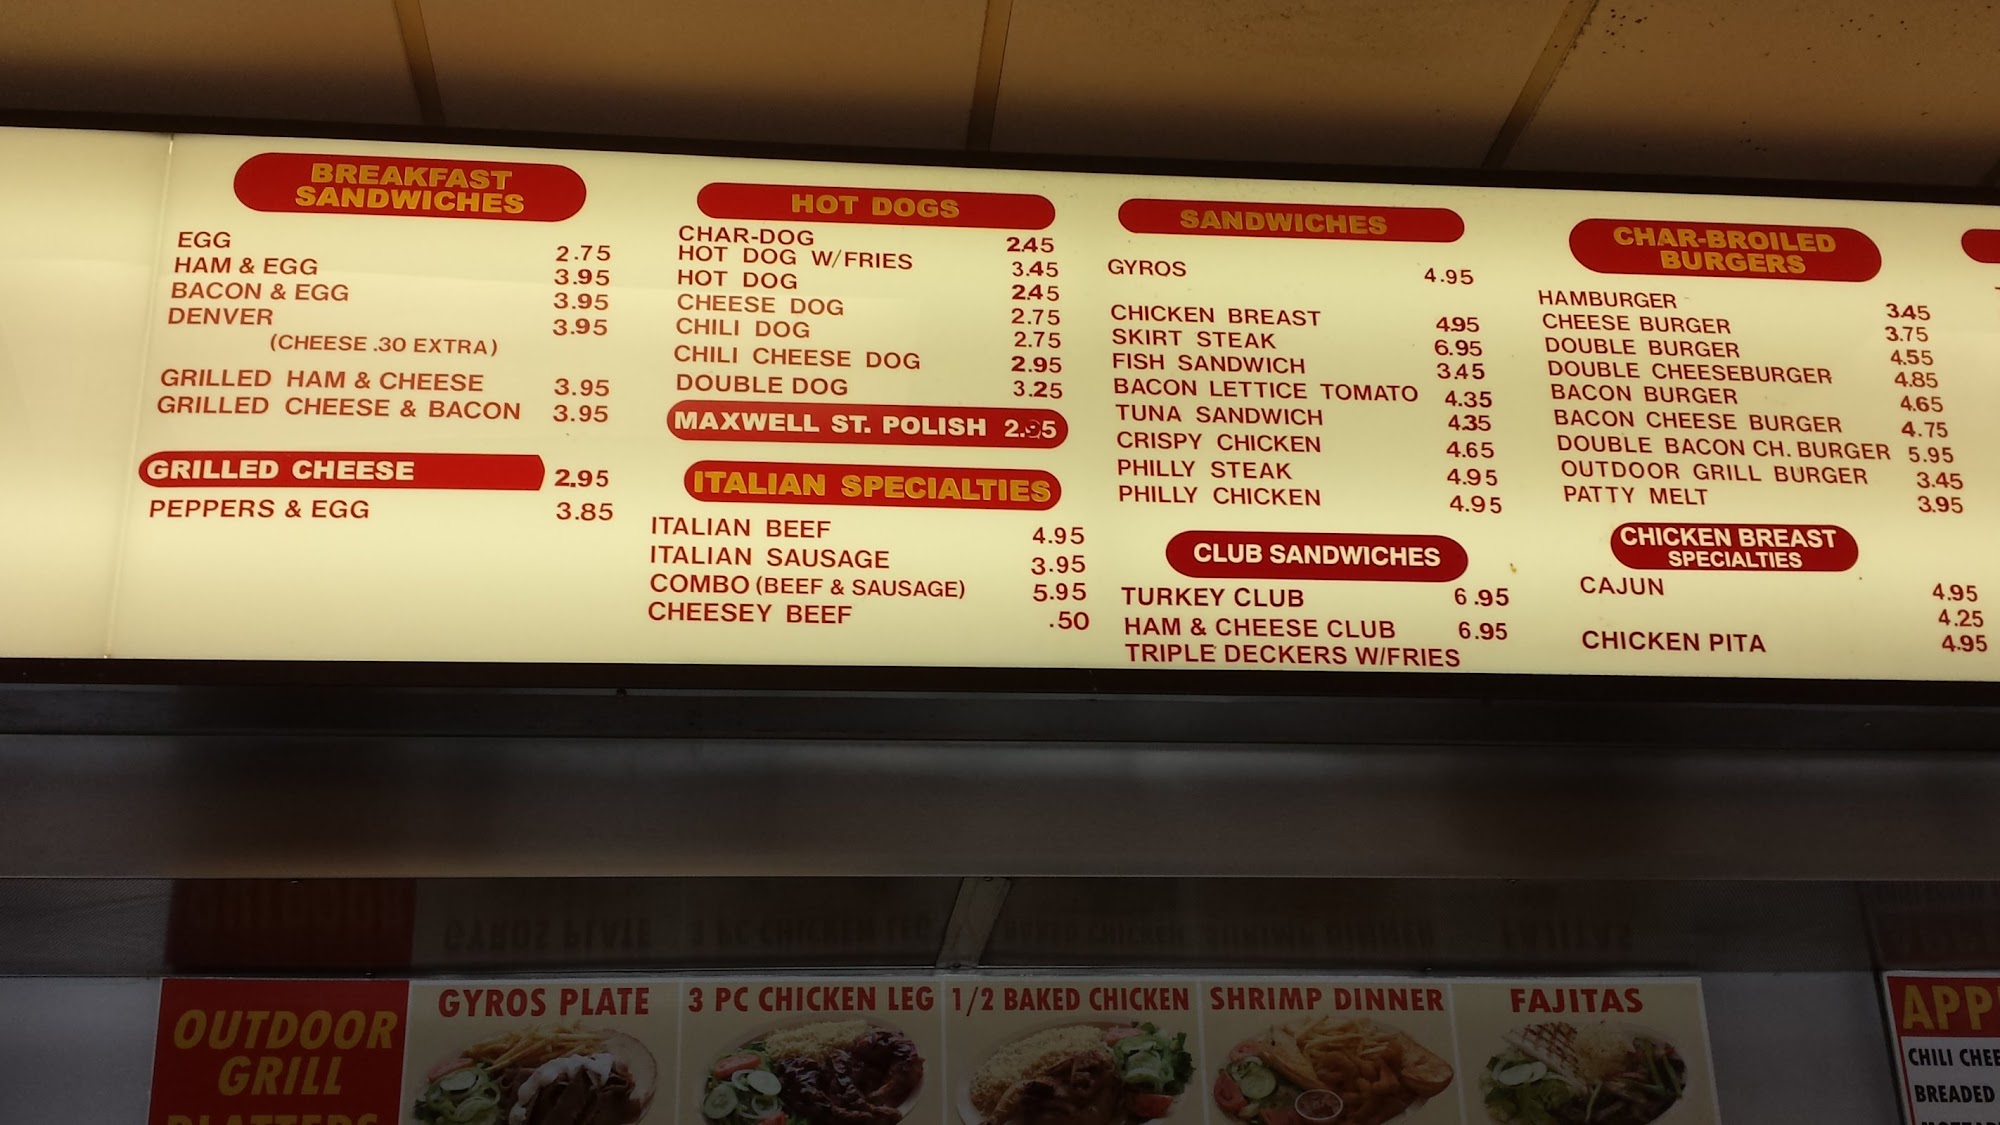 BREAKFAST
SANDWICHES
EGG 2.75
HAM & EGG 3.95
BACON & EGG 3.95
DENVER 3.95
(CHEESE .30 EXTRA)
GRILLED HAM & CHEESE 3.95
GRILLED CHEESE & BACON 3.95
GRILLED CHEESE 2.95
PEPPERS & EGG 3.85
HOT DOGS
CHAR-DOG 2.45
HOT DOG W/FRIES 3.45
HOT DOG 2.45
CHEESE DOG 2.75
CHILI DOG 2.75
CHILI CHEESE DOG 2.95
DOUBLE DOG 3.25
MAXWELL ST. POLISH 2.95
ITALIAN SPECIALTIES
ITALIAN BEEF 4.95
ITALIAN SAUSAGE 3.95
COMBO (BEEF & SAUSAGE) 5.95
CHEESEY BEEF .50
SANDWICHES
GYROS 4.95
CHICKEN BREAST 4.95
SKIRT STEAK 6.95
FISH SANDWICH 3.45
BACON LETTICE TOMATO 4.35
TUNA SANDWICH 4.35
CRISPY CHICKEN 4.65
PHILLY STEAK 4.95
PHILLY CHICKEN 4.95
CLUB SANDWICHES
TURKEY CLUB 6.95
HAM & CHEESE CLUB 6.95
TRIPLE DECKERS W/FRIES
CHAR-BROILED
BURGERS
HAMBURGER 3.45
CHEESE BURGER 3.75
DOUBLE BURGER 4.55
DOUBLE CHEESEBURGER 4.85
BACON BURGER 4.65
BACON CHEESE BURGER 4.75
DOUBLE BACON CH. BURGER 5.95
OUTDOOR GRILL BURGER 3.45
PATTY MELT 3.95
CHICKEN BREAST
SPECIALTIES
CAJUN 4.95
4.25
CHICKEN PITA 4.95
OUTDOOR
GRILL
PLATTERS
GYROS PLATE
3 PC CHICKEN LEG
1/2 BAKED CHICKEN
SHRIMP DINNER
FAJITAS
APP
CHILI CHEE
BREADED